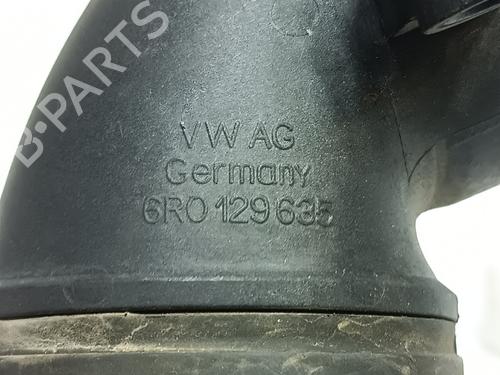 B-PARTS
VW AG
Germany
6R0 129 635